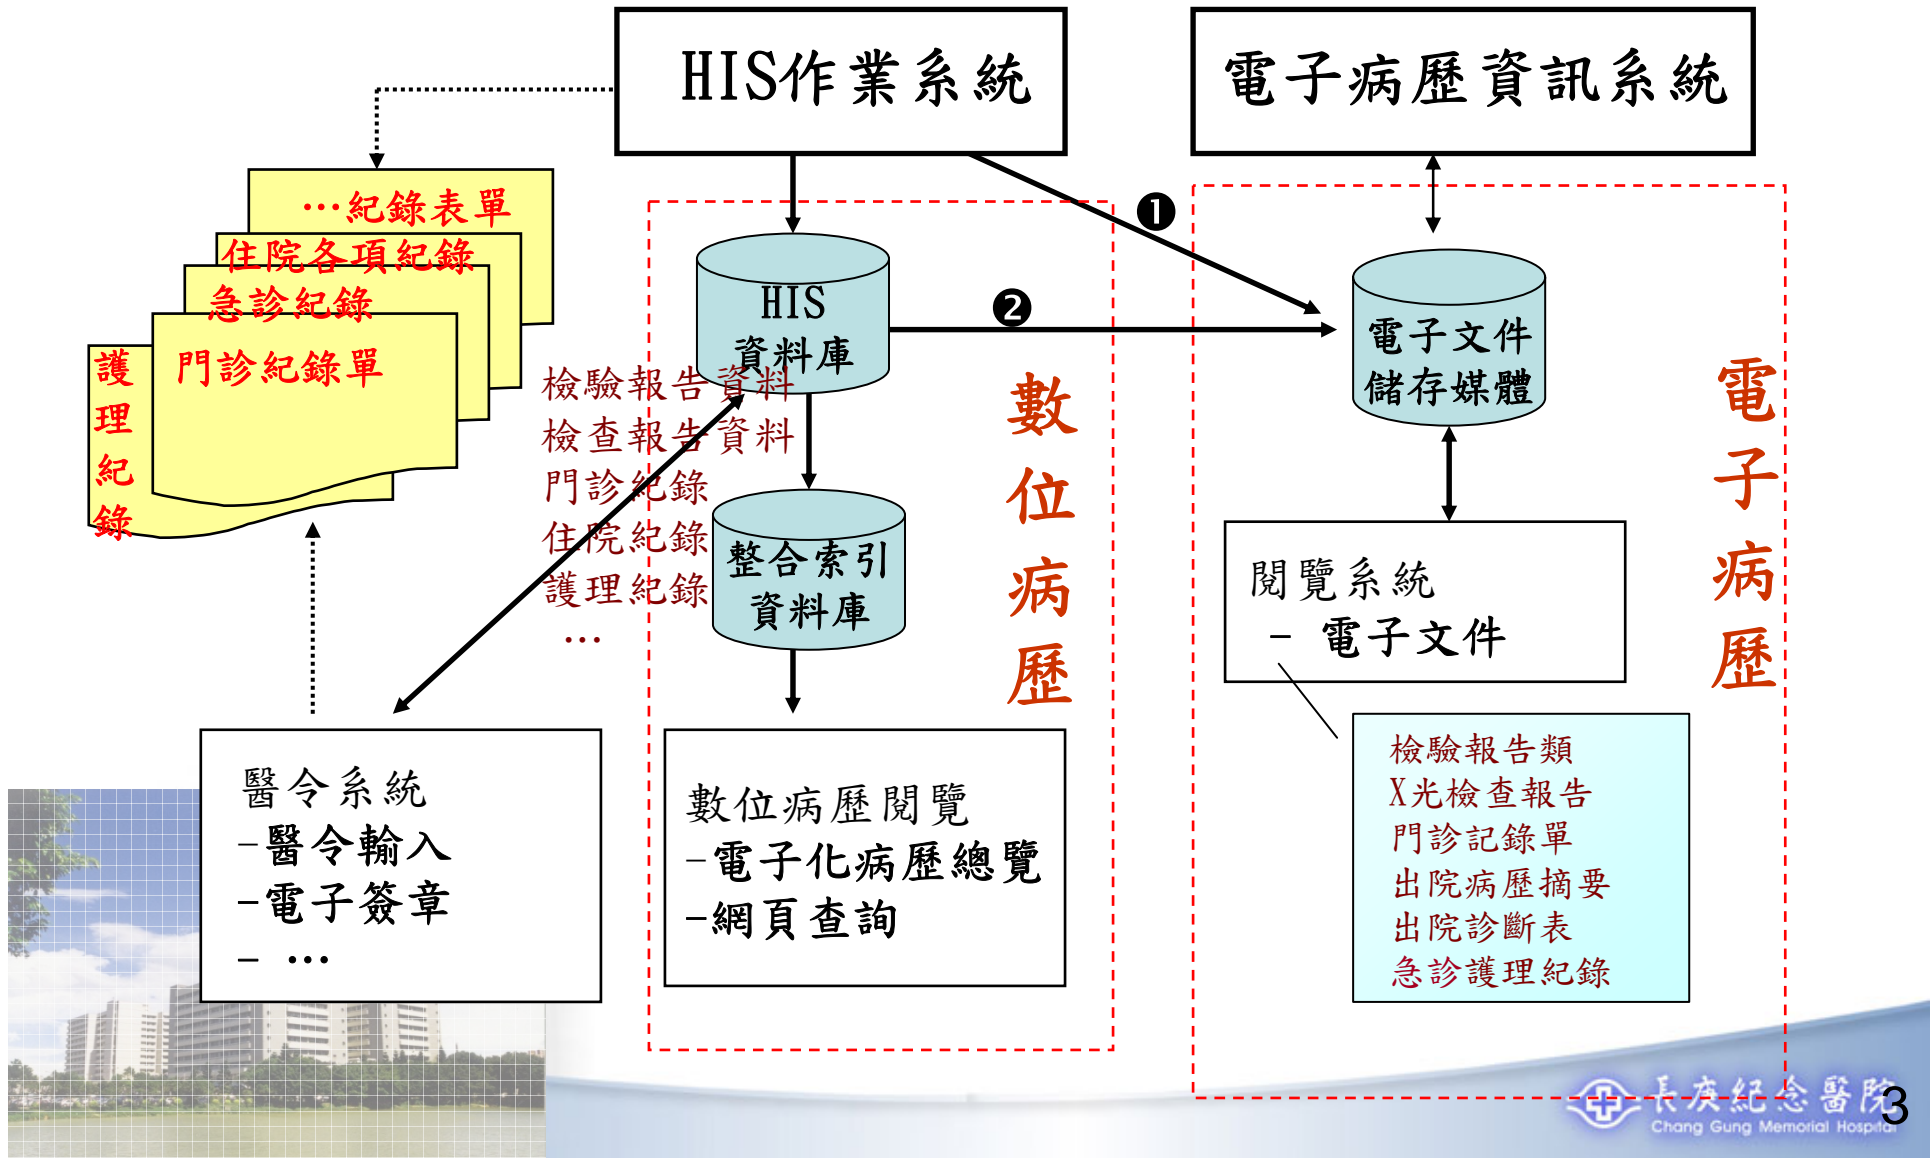 HIS作業系統
電子病歷資訊系統
…紀錄表單
住院各項紀錄
急診紀錄
門診紀錄單
護理紀錄
❶
❷
HIS
資料庫
檢驗報告資料
檢查報告資料
門診紀錄
住院紀錄
護理紀錄
…
整合索引
資料庫
數位病歷
電子文件
儲存媒體
電子病歷
閱覽系統
- 電子文件
檢驗報告類
X光檢查報告
門診記錄單
出院病歷摘要
出院診斷表
急診護理紀錄
醫令系統
-醫令輸入
-電子簽章
- …
數位病歷閱覽
-電子化病歷總覽
-網頁查詢
長庚紀念醫院
Chang Gung Memorial Hospital
3